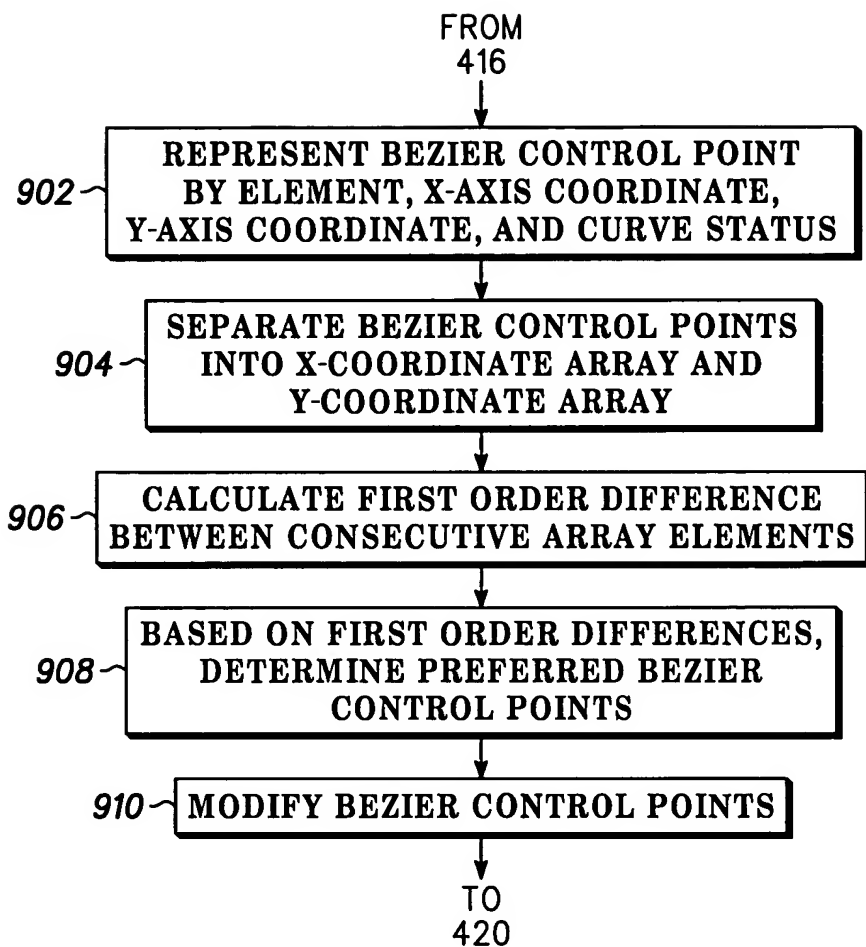 FROM
416
902
REPRESENT BEZIER CONTROL POINT
BY ELEMENT, X-AXIS COORDINATE,
Y-AXIS COORDINATE, AND CURVE STATUS
904
SEPARATE BEZIER CONTROL POINTS
INTO X-COORDINATE ARRAY AND
Y-COORDINATE ARRAY
906
CALCULATE FIRST ORDER DIFFERENCE
BETWEEN CONSECUTIVE ARRAY ELEMENTS
908
BASED ON FIRST ORDER DIFFERENCES,
DETERMINE PREFERRED BEZIER
CONTROL POINTS
910
MODIFY BEZIER CONTROL POINTS
TO
420